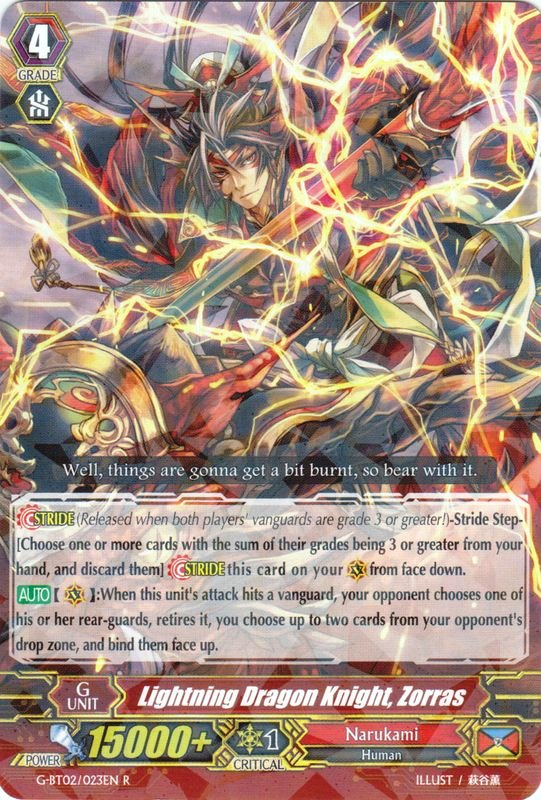 4
GRADE
Well, things are gonna get a bit burnt, so bear with it.
STRIDE (Released when both players' vanguards are grade 3 or greater!)-Stride Step-
[Choose one or more cards with the sum of their grades being 3 or greater from your
hand, and discard them] STRIDE this card on your from face down.
AUTO【 】:When this unit's attack hits a vanguard, your opponent chooses one of
his or her rear-guards, retires it, you choose up to two cards from your opponent's
drop zone, and bind them face up.
G
UNIT
Lightning Dragon Knight, Zorras
POWER
15000+
1
CRITICAL
Narukami
Human
G-BT02/023EN R
ILLUST / 萩谷薫